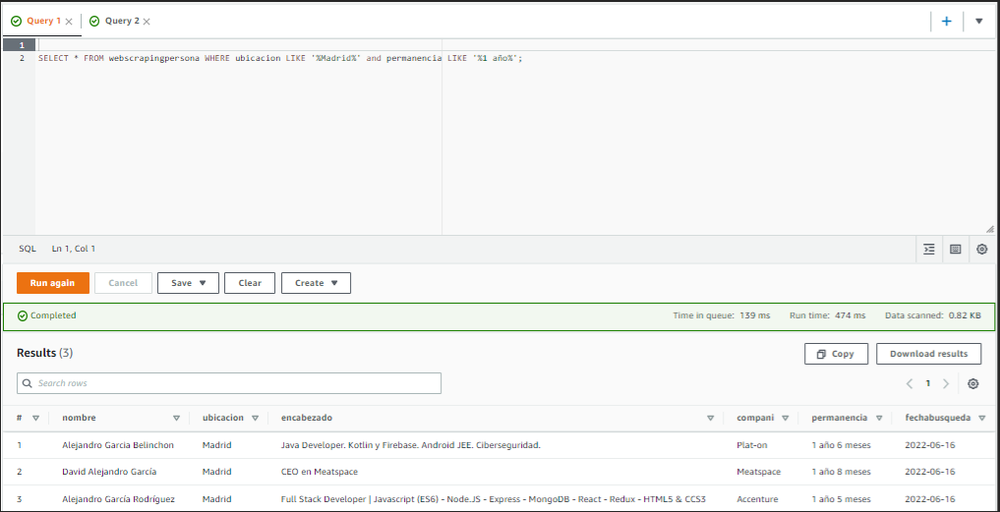 Query 1 Query 2
1
2 SELECT * FROM webscrapingpersona WHERE ubicacion LIKE '%Madrid%' and permanencia LIKE '%1 año%';
SQL Ln 1, Col 1
Run again Cancel Save Clear Create
Completed Time in queue: 139 ms Run time: 474 ms Data scanned: 0.82 KB
Results (3) Copy Download results
Search rows 1
# nombre ubicacion encabezado compani permanencia fechabusqueda
1 Alejandro Garcia Belinchon Madrid Java Developer. Kotlin y Firebase. Android JEE. Ciberseguridad. Plat-on 1 año 6 meses 2022-06-16
2 David Alejandro García Madrid CEO en Meatspace Meatspace 1 año 8 meses 2022-06-16
3 Alejandro García Rodríguez Madrid Full Stack Developer | Javascript (ES6) - Node.JS - Express - MongoDB - React - Redux - HTML5 & CCS3 Accenture 1 año 5 meses 2022-06-16